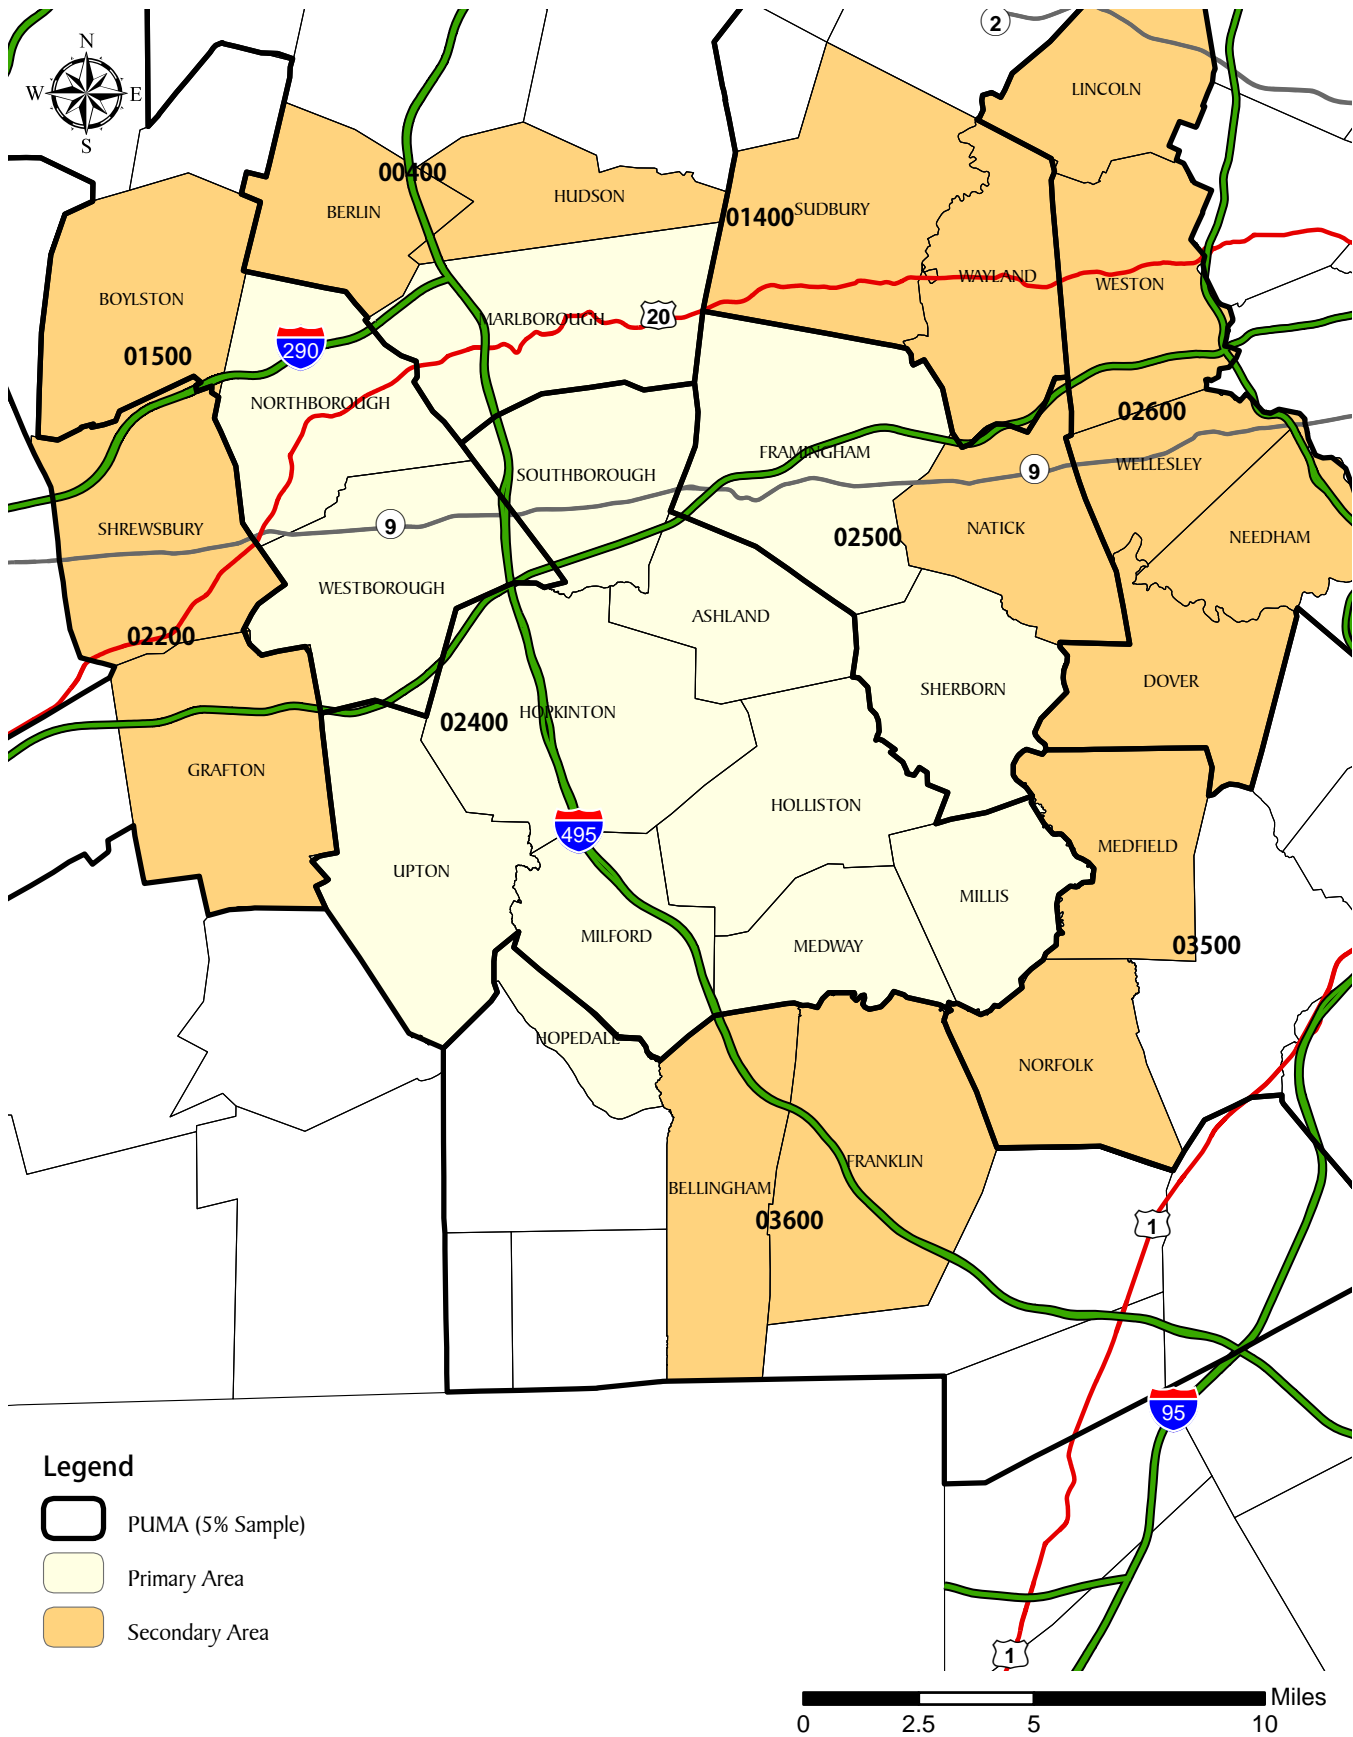 2
N
W E
S
LINCOLN
00400
HUDSON
BERLIN
01400 SUDBURY
WAYLAND
WESTON
BOYLSTON
MARLBOROUGH
20
290
01500
NORTHBOROUGH
02600
FRAMINGHAM
WELLESLEY
SOUTHBOROUGH
9
SHREWSBURY
9
02500
NATICK
NEEDHAM
WESTBOROUGH
ASHLAND
02200
DOVER
SHERBORN
02400
HOPKINTON
GRAFTON
HOLLISTON
495
MEDFIELD
UPTON
MILLIS
MILFORD
MEDWAY
03500
HOPEDALE
NORFOLK
FRANKLIN
BELLINGHAM
03600
1
95
Legend
PUMA (5% Sample)
Primary Area
Secondary Area
1
Miles
0 2.5 5 10